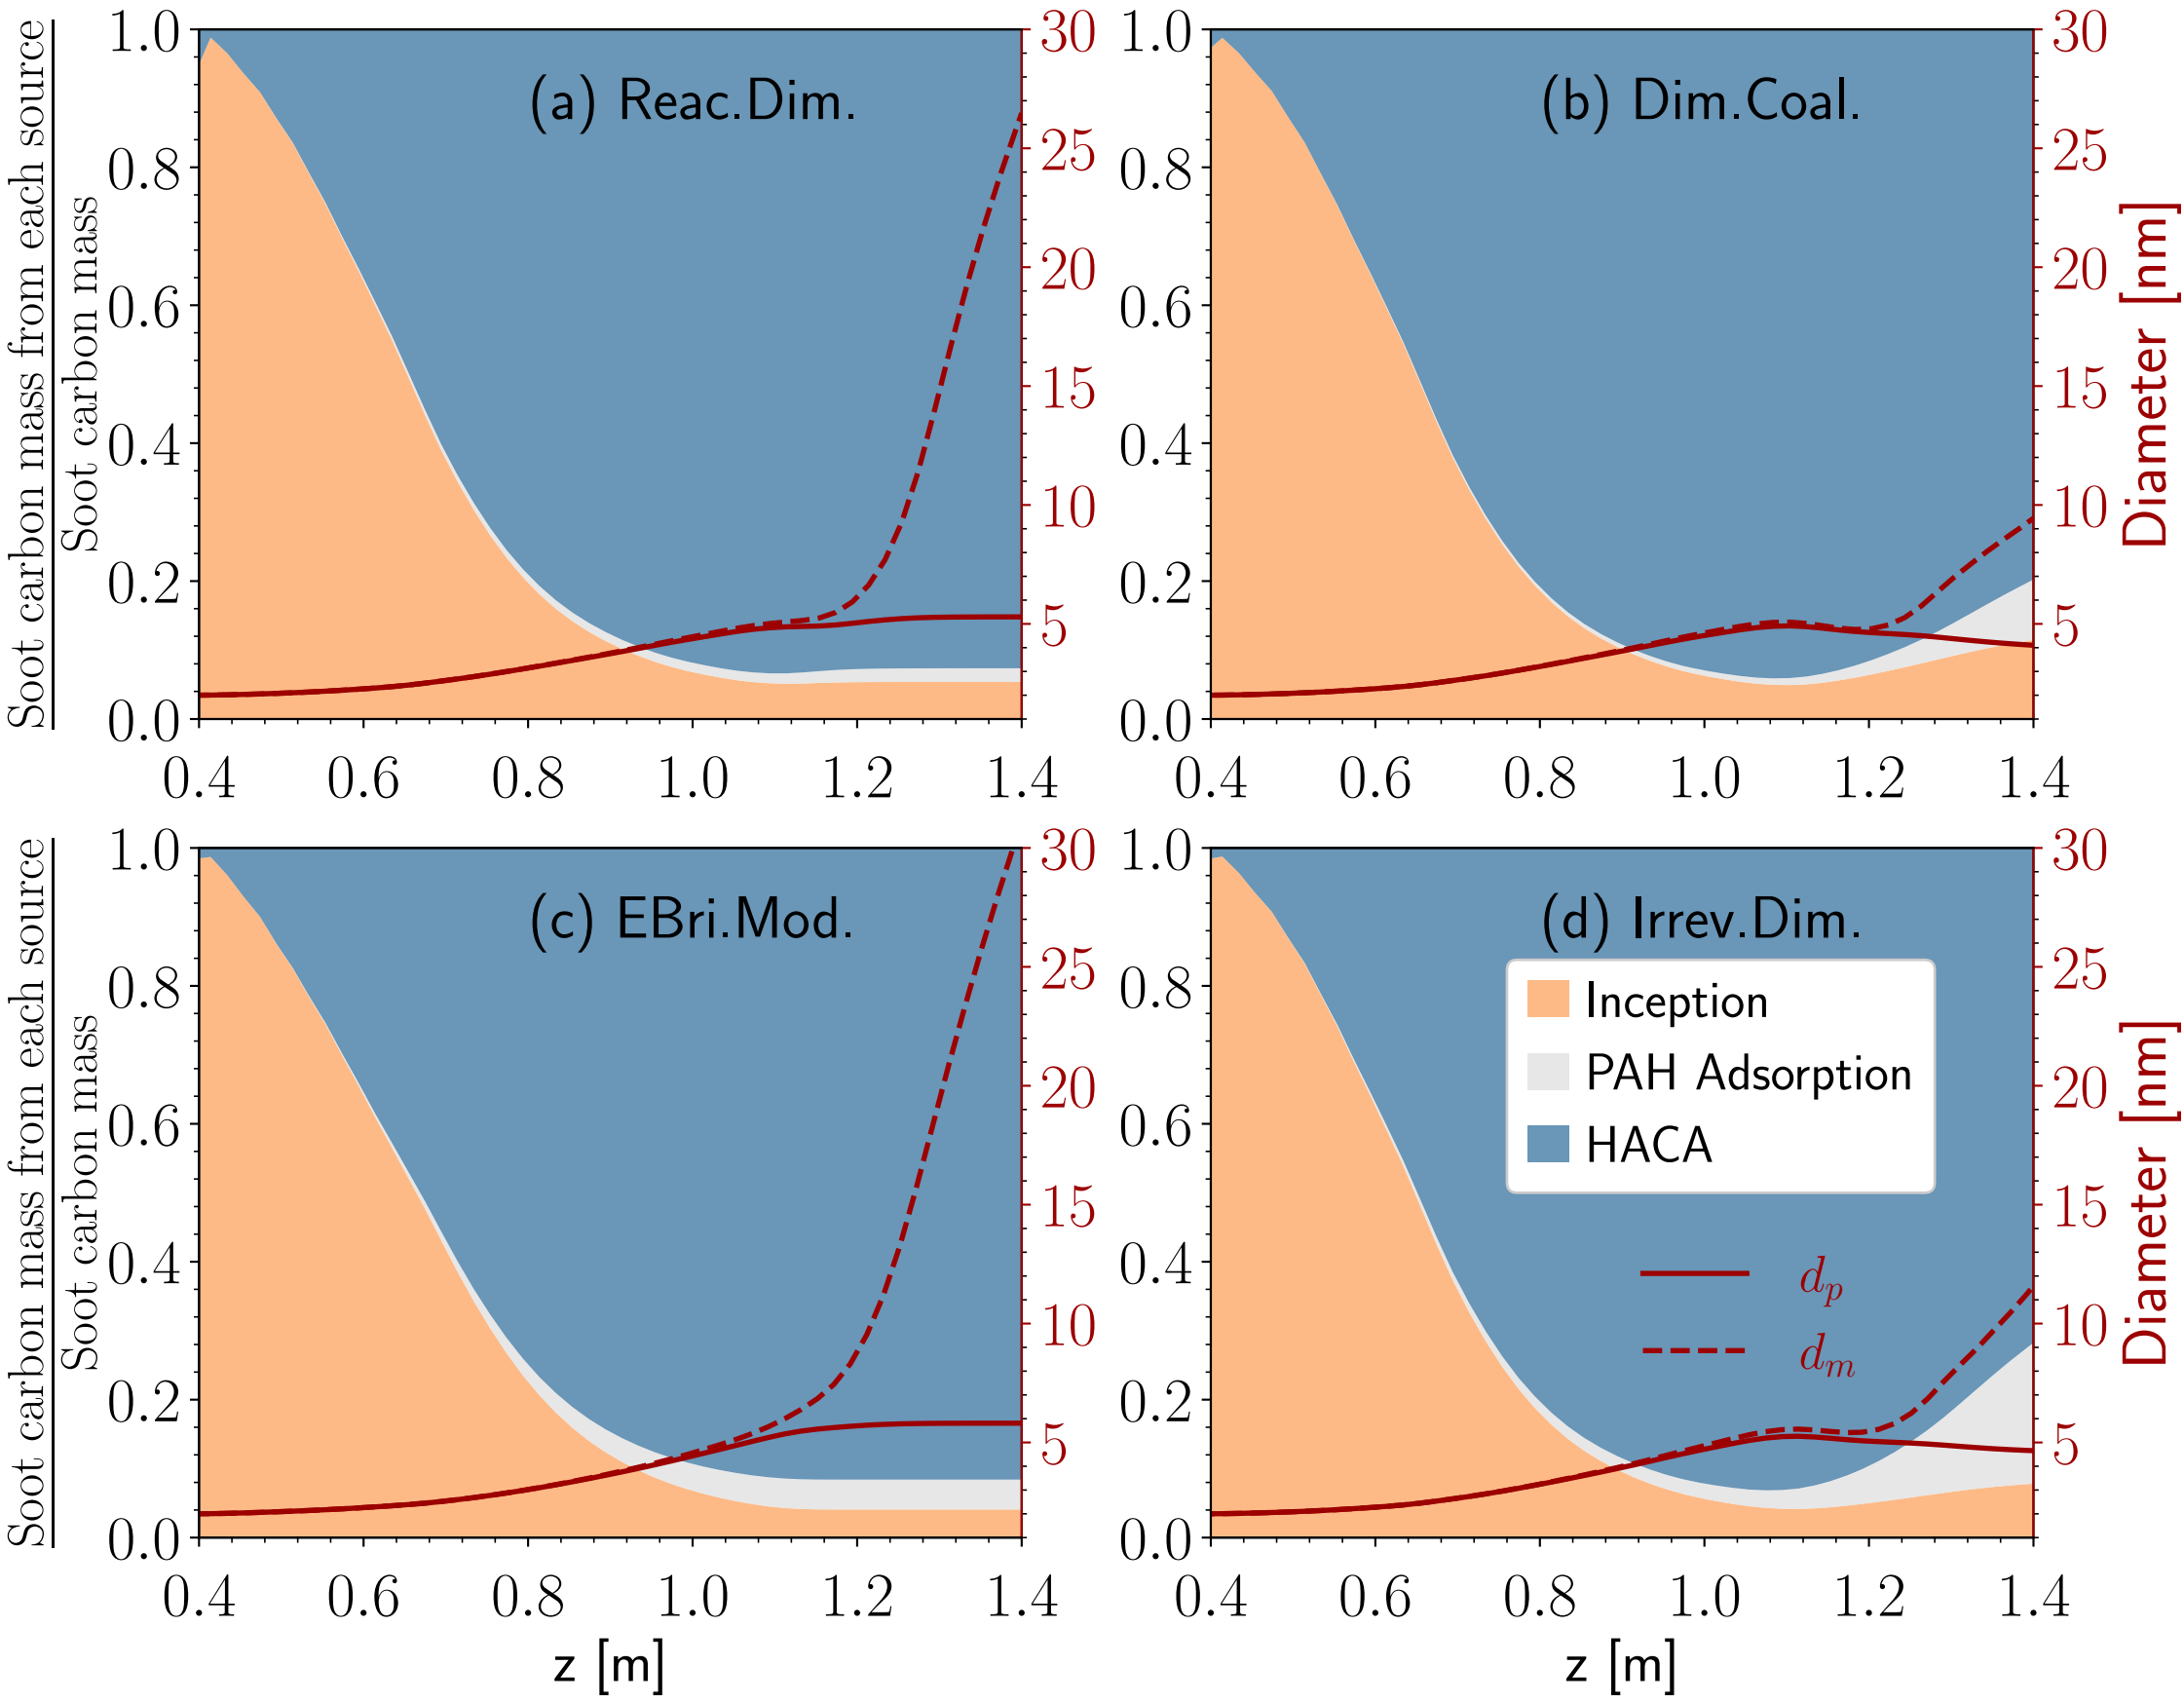 Soot carbon mass from each source
Soot carbon mass
1.0
0.8
0.6
0.4
0.2
0.0
(a) Reac.Dim.
30
25
20
15
10
5
0.4 0.6 0.8 1.0 1.2 1.4
1.0
0.8
0.6
0.4
0.2
0.0
(b) Dim.Coal.
30
25
20
15
10
5
Diameter [nm]
0.4 0.6 0.8 1.0 1.2 1.4
Soot carbon mass from each source
Soot carbon mass
1.0
0.8
0.6
0.4
0.2
0.0
(c) EBri.Mod.
30
25
20
15
10
5
0.4 0.6 0.8 1.0 1.2 1.4
z [m]
1.0
0.8
0.6
0.4
0.2
0.0
(d) Irrev.Dim.
Inception
PAH Adsorption
HACA
d_p
d_m
30
25
20
15
10
5
Diameter [nm]
0.4 0.6 0.8 1.0 1.2 1.4
z [m]